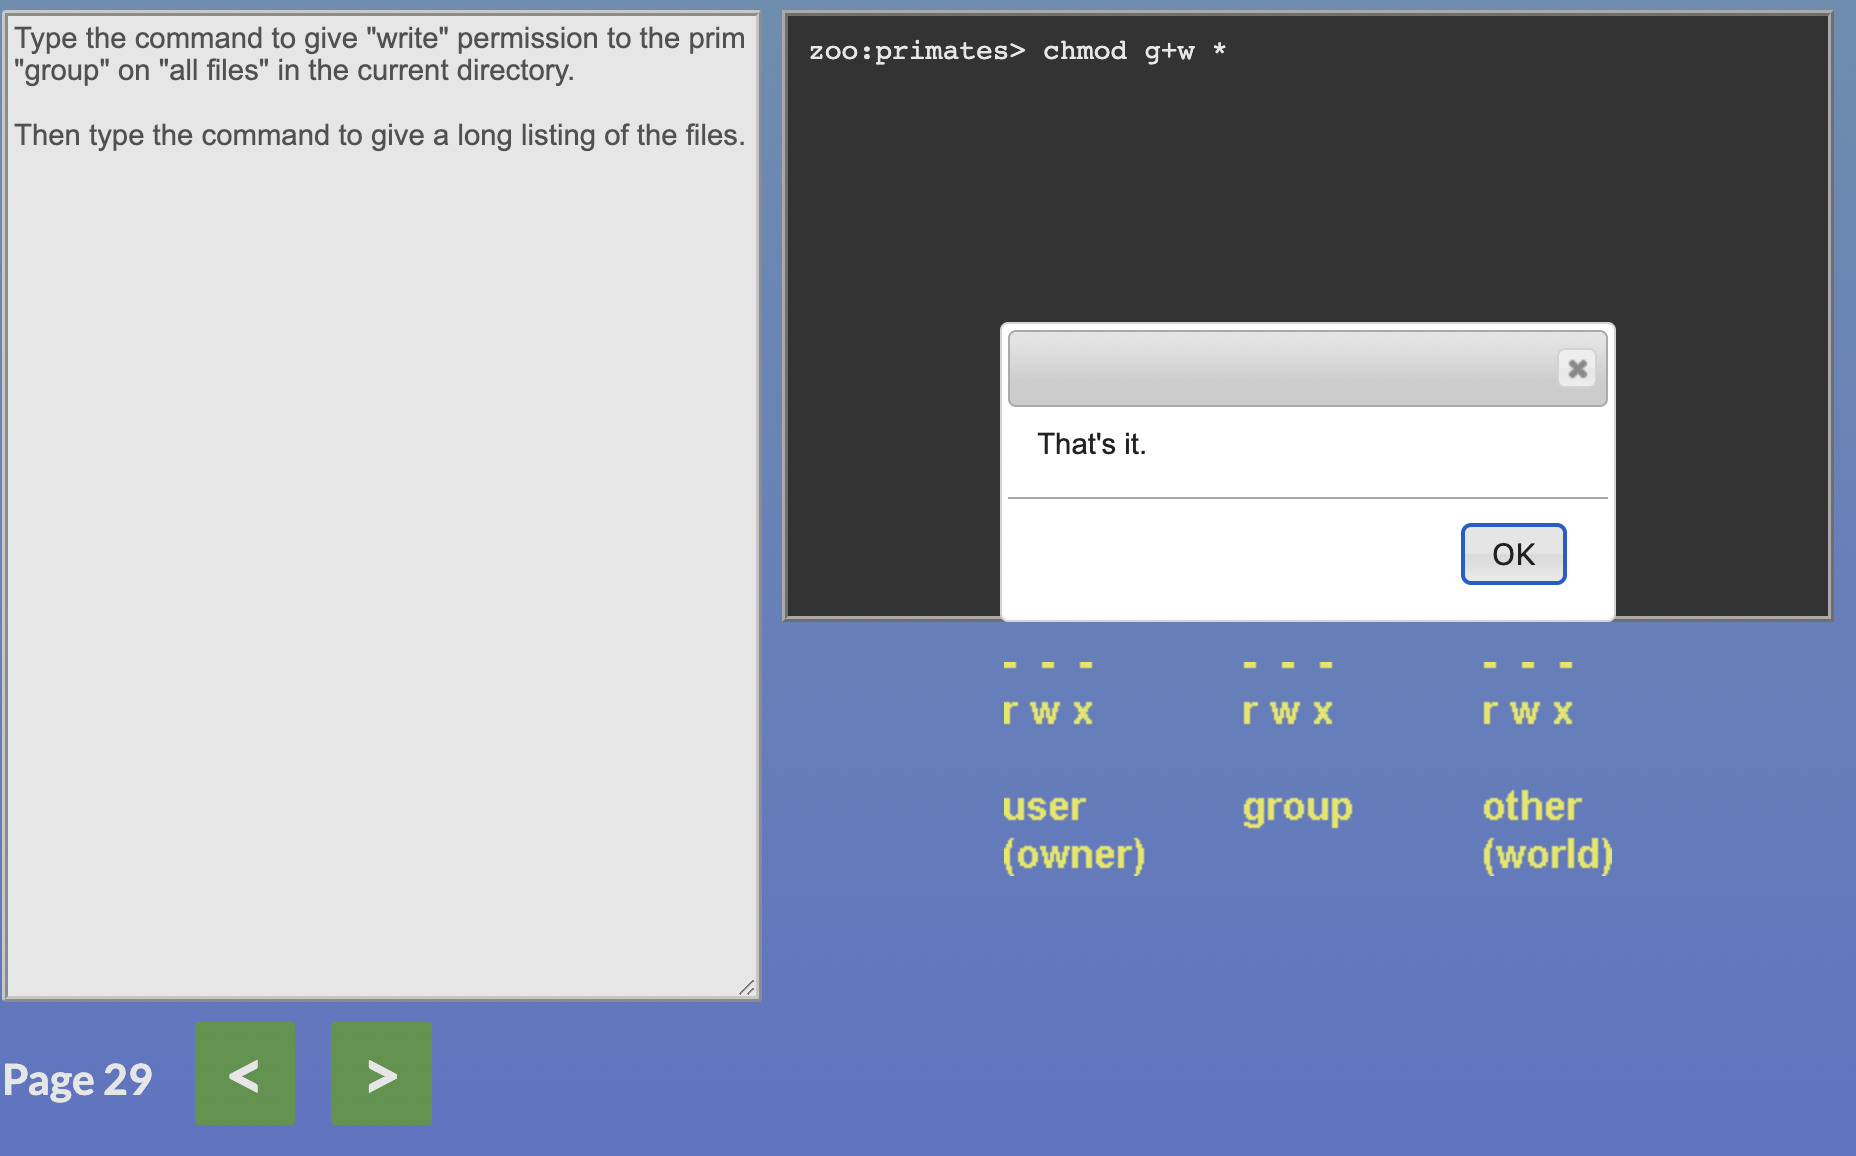 Type the command to give "write" permission to the prim
"group" on "all files" in the current directory.
Then type the command to give a long listing of the files.
zoo:primates> chmod g+w *
That's it.
OK
- - - - - - - - -
r w x r w x r w x
user group other
(owner) (world)
Page 29 < >